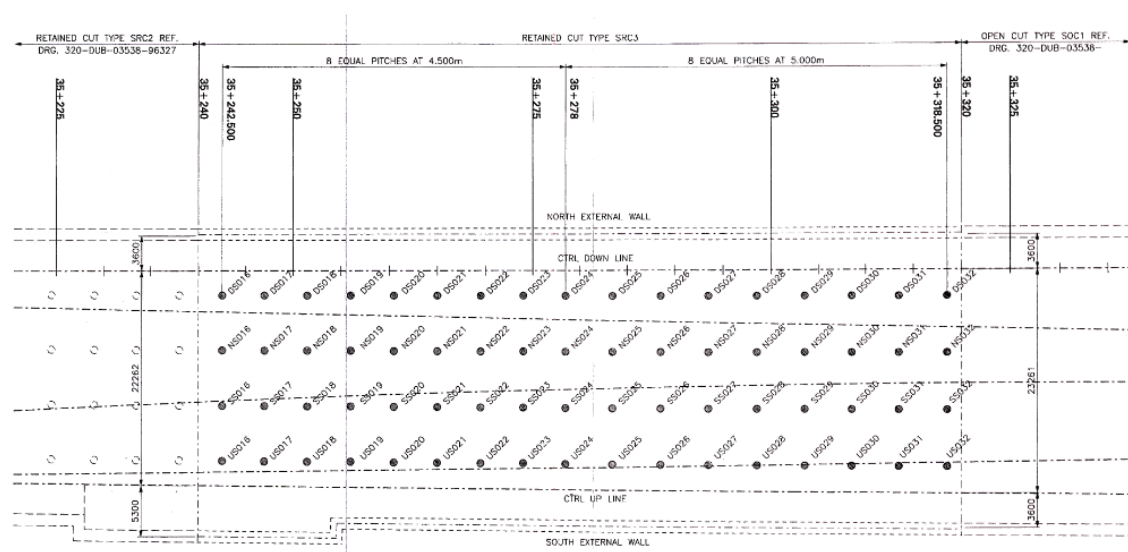 RETAINED CUT TYPE SRC2 REF.
DRG. 320-DUB-03538-96327
RETAINED CUT TYPE SRC3
OPEN CUT TYPE SOC1 REF.
DRG. 320-DUB-03538-
8 EQUAL PITCHES AT 4.500m
8 EQUAL PITCHES AT 5.000m
35+225
35+240
35+242.500
35+250
35+275
35+278
35+300
35+318.500
35+320
35+325
NORTH EXTERNAL WALL
3600
3600
CTRL DOWN LINE
DS016 DS017 DS018 DS019 DS020 DS021 DS022 DS023 DS024 DS025 DS026 DS027 DS028 DS029 DS030 DS031 DS032
NS016 NS017 NS018 NS019 NS020 NS021 NS022 NS023 NS024 NS025 NS026 NS027 NS028 NS029 NS030 NS031 NS032
22262
23261
SS016 SS017 SS018 SS019 SS020 SS021 SS022 SS023 SS024 SS025 SS026 SS027 SS028 SS029 SS030 SS031 SS032
US016 US017 US018 US019 US020 US021 US022 US023 US024 US025 US026 US027 US028 US029 US030 US031 US032
CTRL UP LINE
5300
3600
SOUTH EXTERNAL WALL